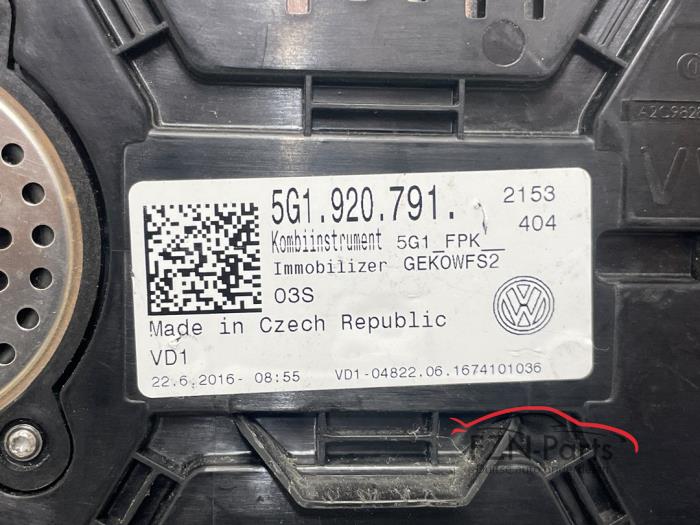 5G1.920.791.
2153
404
Kombiinstrument 5G1_FPK__
Immobilizer GEKOWFS2
03S
Made in Czech Republic
VD1
22.6.2016- 08:55
VD1-04822.06.1674101036
FZN-Parts